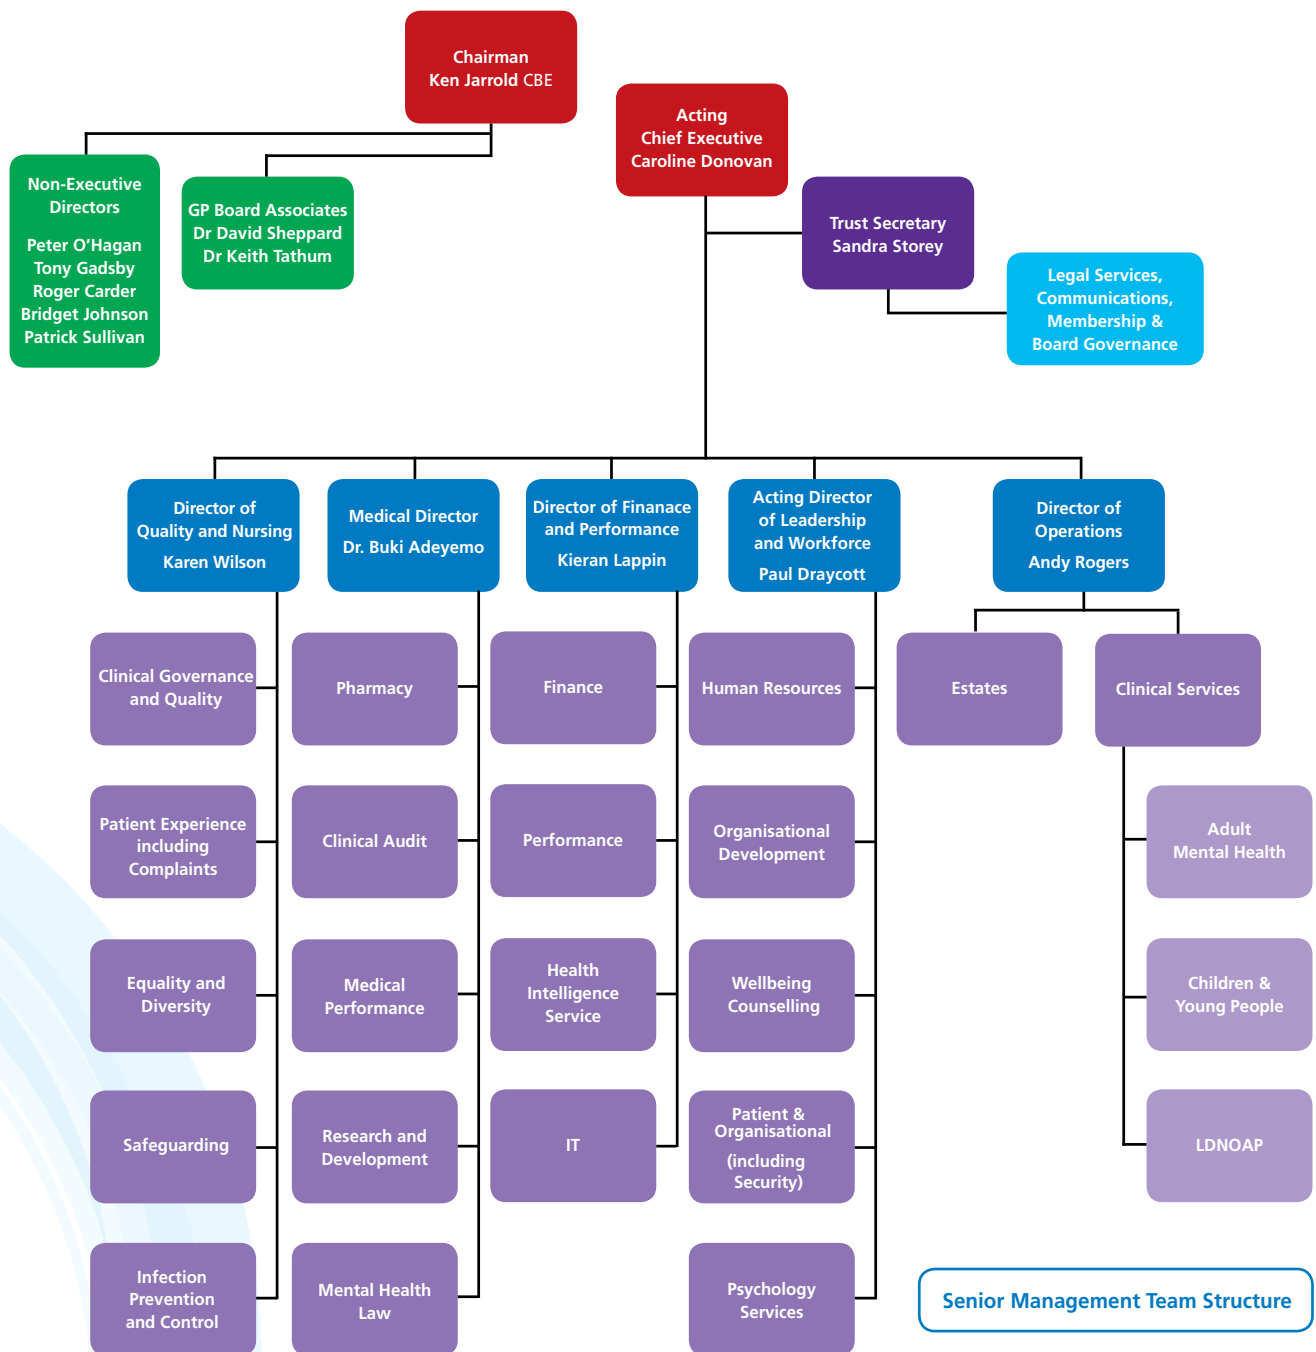 Chairman
Ken Jarrold CBE
Acting
Chief Executive
Caroline Donovan
Non-Executive
Directors
Peter O'Hagan
Tony Gadsby
Roger Carder
Bridget Johnson
Patrick Sullivan
GP Board Associates
Dr David Sheppard
Dr Keith Tathum
Trust Secretary
Sandra Storey
Legal Services,
Communications,
Membership &
Board Governance
Director of
Quality and Nursing
Karen Wilson
Medical Director
Dr. Buki Adeyemo
Director of Finanace
and Performance
Kieran Lappin
Acting Director
of Leadership
and Workforce
Paul Draycott
Director of
Operations
Andy Rogers
Clinical Governance
and Quality
Pharmacy
Finance
Human Resources
Estates
Clinical Services
Patient Experience
including
Complaints
Clinical Audit
Performance
Organisational
Development
Adult
Mental Health
Equality and
Diversity
Medical
Performance
Health
Intelligence
Service
Wellbeing
Counselling
Children &
Young People
Safeguarding
Research and
Development
IT
Patient &
Organisational
(including
Security)
LDNOAP
Infection
Prevention
and Control
Mental Health
Law
Psychology
Services
Senior Management Team Structure